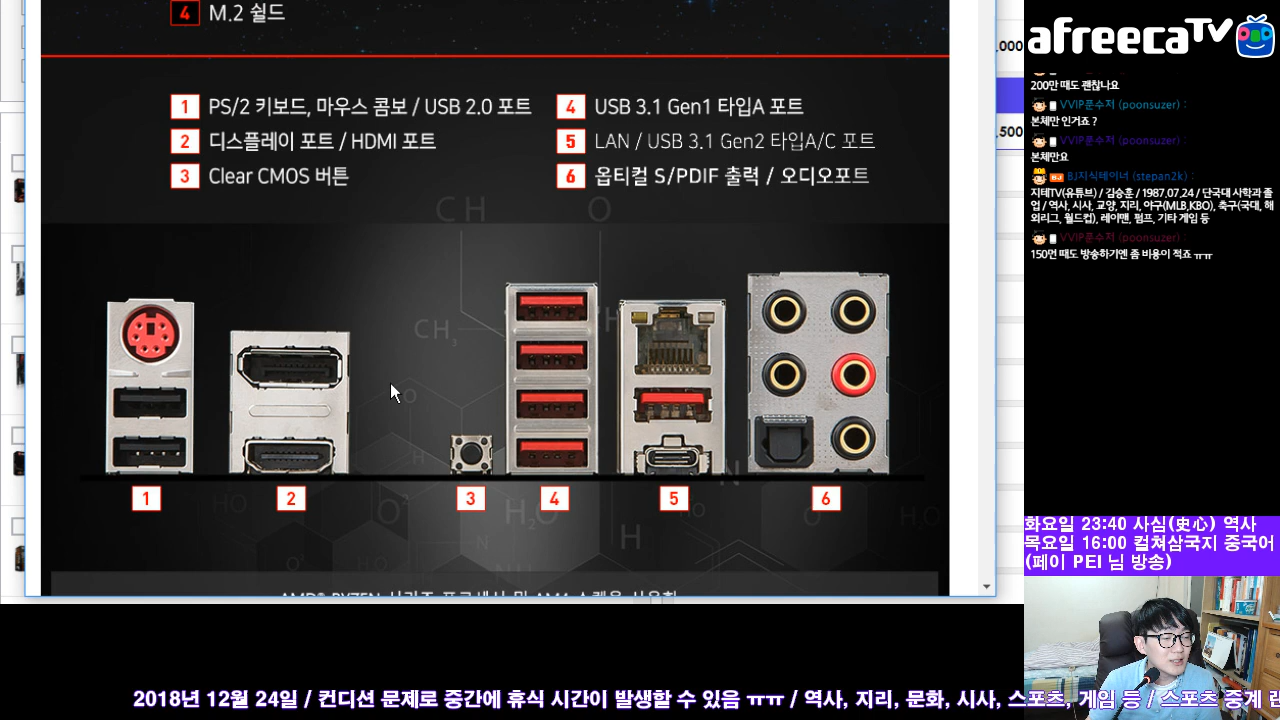 4 M.2 쉴드
1 PS/2 키보드, 마우스 콤보 / USB 2.0 포트
2 디스플레이 포트 / HDMI 포트
3 Clear CMOS 버튼
4 USB 3.1 Gen1 타입A 포트
5 LAN / USB 3.1 Gen2 타입A/C 포트
6 옵티컬 S/PDIF 출력 / 오디오포트
CH
O
CH3
H
H2O
N
HO
1
2
3
4
5
6
,000
,500
afreecaTV
200만 때도 괜찮나요
VVIP푼수저 (poonsuzer) :
본체만 인거죠 ?
VVIP푼수저 (poonsuzer) :
본체만요
BJ 지식테이너 (stepan2k) :
지테TV(유튜브) / 김승훈 / 1987.07.24 / 단국대 사학과 졸
업 / 역사, 시사, 교양, 지리, 야구(MLB,KBO), 축구(국대, 해
외리그, 월드컵), 레이맨, 펌프, 기타 게임 등
VVIP푼수저 (poonsuzer) :
150먼 때도 방송하기엔 좀 비용이 적죠 ㅠㅠ
화요일 23:40 사심(史心) 역사
목요일 16:00 컬쳐삼국지 중국어
(페이 PEI 님 방송)
2018년 12월 24일 / 컨디션 문제로 중간에 휴식 시간이 발생할 수 있음 ㅠㅠ / 역사, 지리, 문화, 시사, 스포츠, 게임 등 / 스포츠 중계